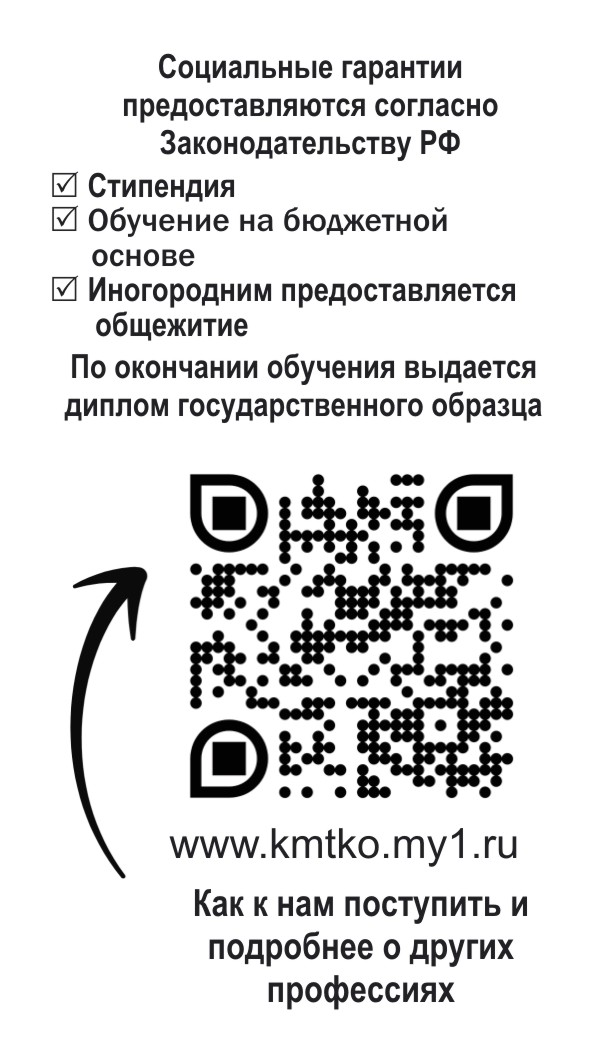 Социальные гарантии
предоставляются согласно
Законодательству РФ
Стипендия
Обучение на бюджетной
основе
Иногородним предоставляется
общежитие
По окончании обучения выдается
диплом государственного образца
www.kmtko.my1.ru
Как к нам поступить и
подробнее о других
профессиях